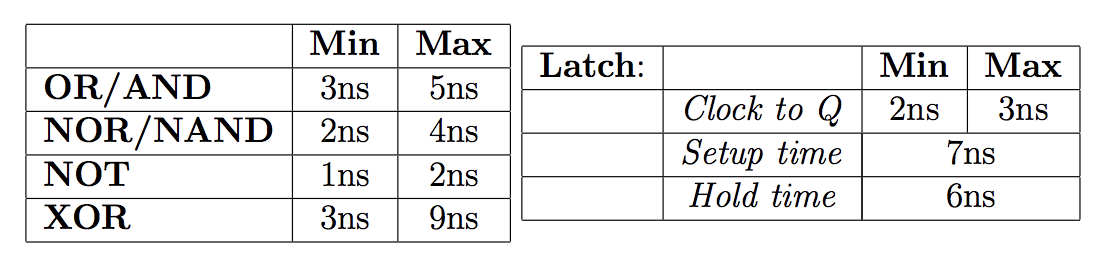 Min Max
OR/AND 3ns 5ns
NOR/NAND 2ns 4ns
NOT 1ns 2ns
XOR 3ns 9ns
Latch: Min Max
Clock to Q 2ns 3ns
Setup time 7ns
Hold time 6ns